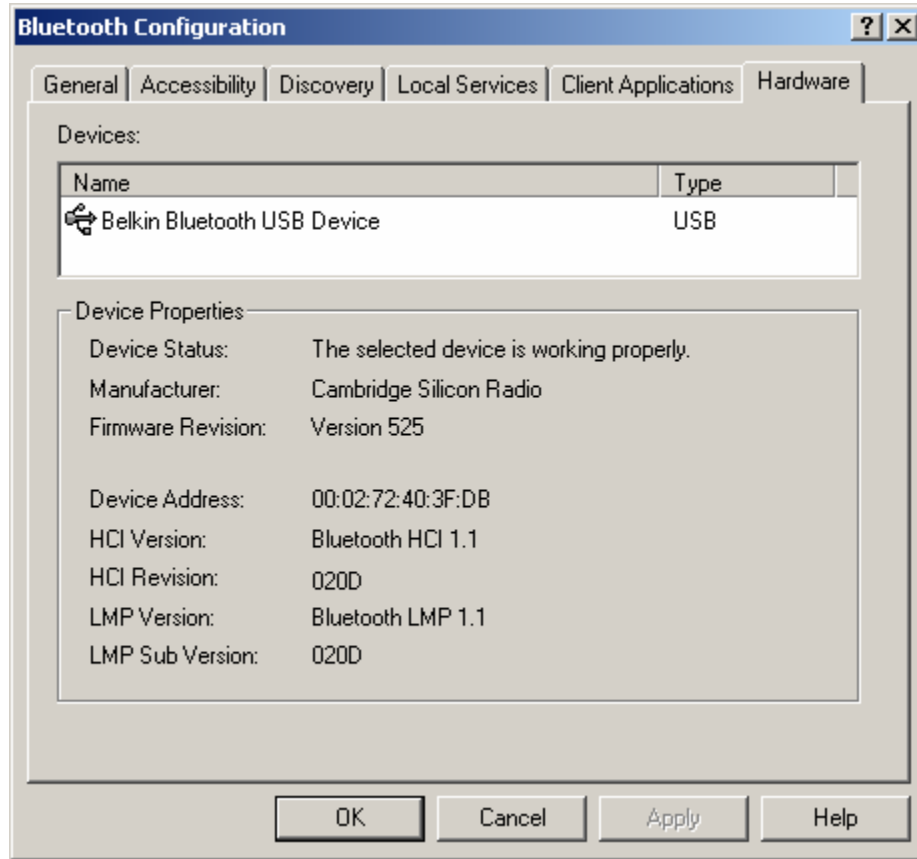 Bluetooth Configuration
General Accessibility Discovery Local Services Client Applications Hardware
Devices:
Name Type
Belkin Bluetooth USB Device USB
Device Properties
Device Status: The selected device is working properly.
Manufacturer: Cambridge Silicon Radio
Firmware Revision: Version 525
Device Address: 00:02:72:40:3F:DB
HCI Version: Bluetooth HCI 1.1
HCI Revision: 020D
LMP Version: Bluetooth LMP 1.1
LMP Sub Version: 020D
OK Cancel Apply Help